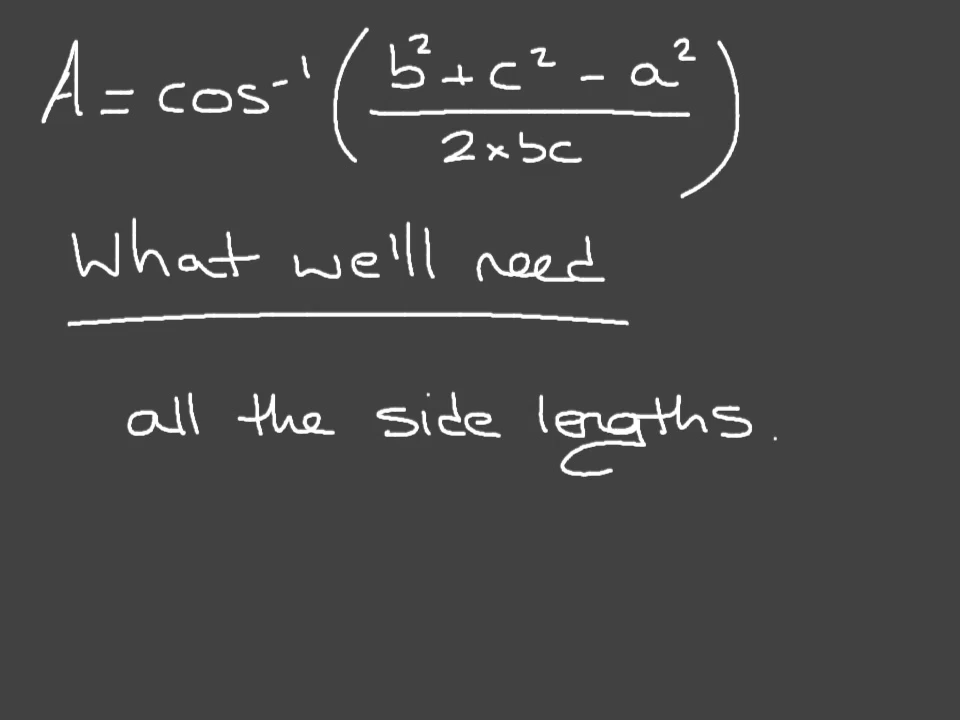 A = cos⁻¹ ( b² + c² - a² / 2 × bc )
What we'll need
all the side lengths.